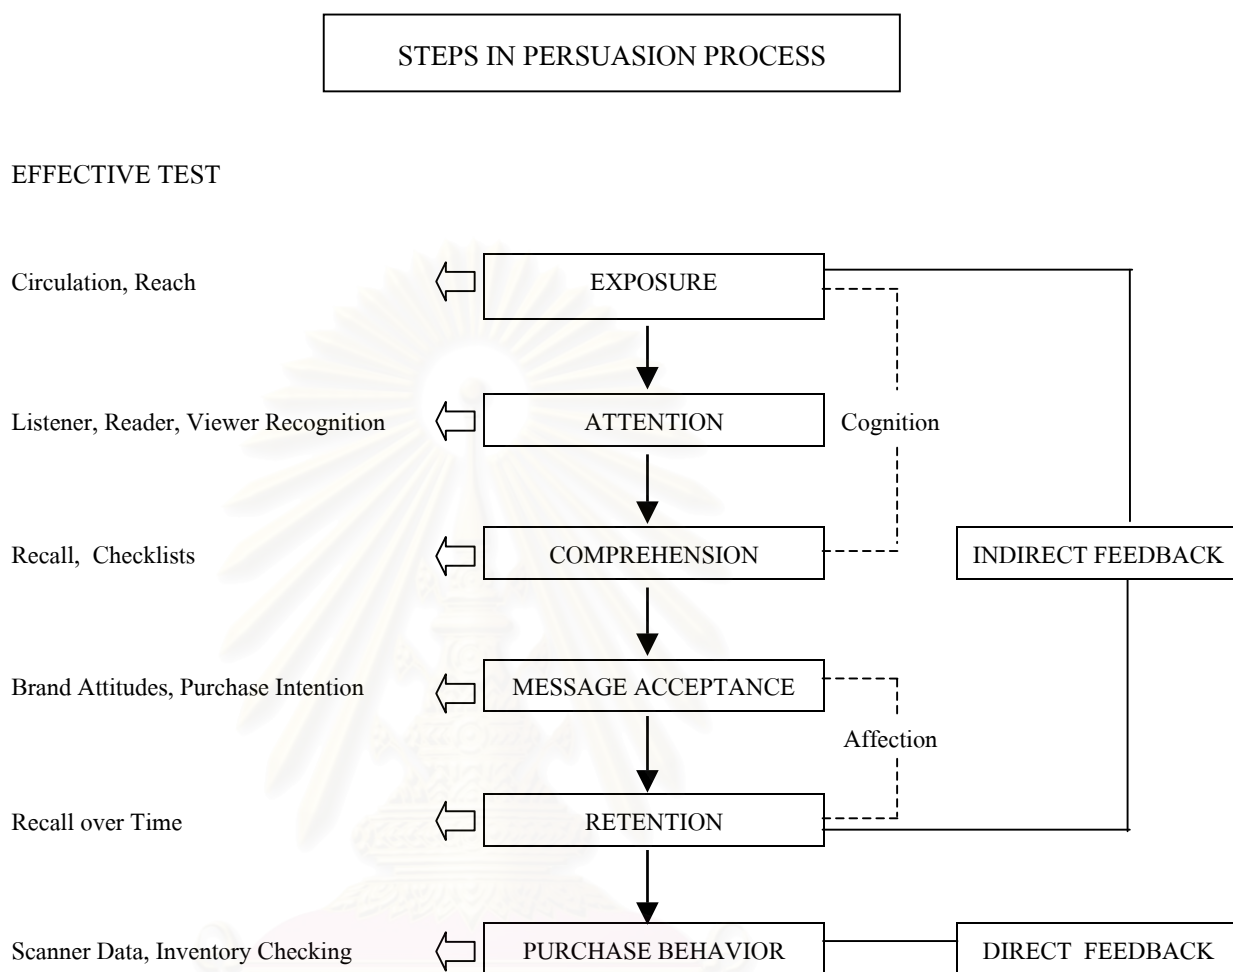 STEPS IN PERSUASION PROCESS
EFFECTIVE TEST
Circulation, Reach
EXPOSURE
Listener, Reader, Viewer Recognition
ATTENTION
Cognition
Recall, Checklists
COMPREHENSION
INDIRECT FEEDBACK
Brand Attitudes, Purchase Intention
MESSAGE ACCEPTANCE
Affection
Recall over Time
RETENTION
Scanner Data, Inventory Checking
PURCHASE BEHAVIOR
DIRECT FEEDBACK